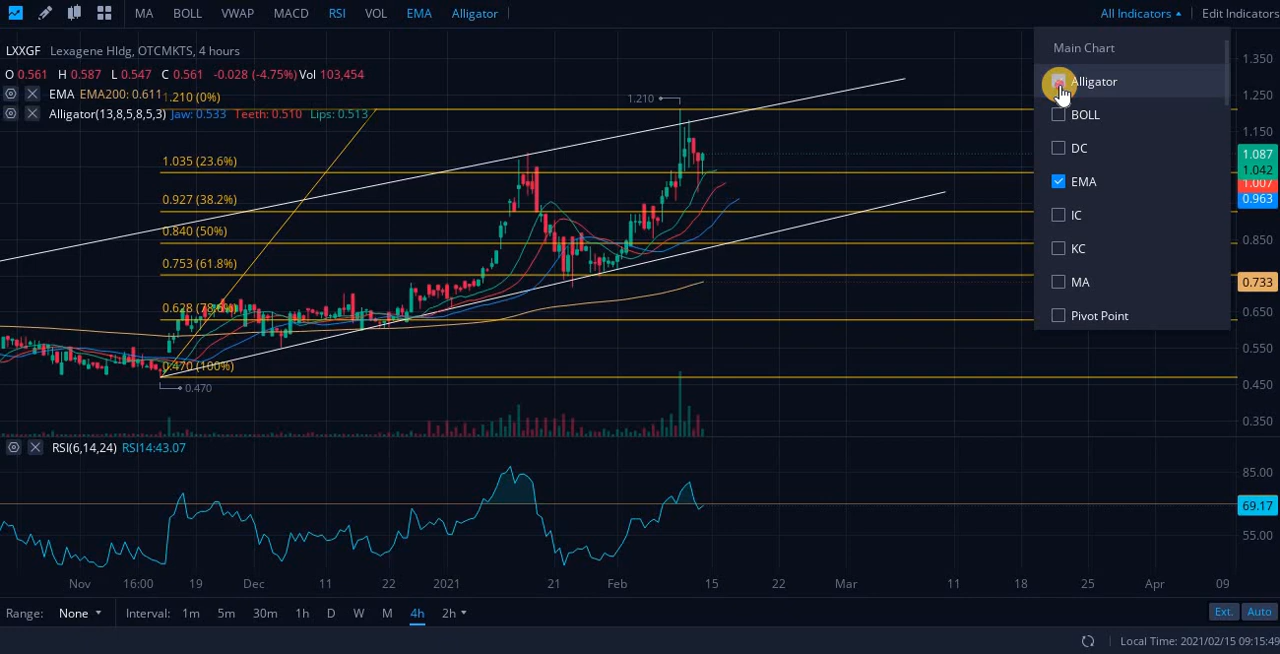 MA BOLL VWAP MACD RSI VOL EMA Alligator All Indicators Edit Indicators
LXXGF Lexagene Hldg, OTCMKTS, 4 hours
O 0.561 H 0.587 L 0.547 C 0.561 -0.028 (-4.75%) Vol 103,454
EMA EMA200: 0.611
Alligator(13,8,5,8,5,3) Jaw: 0.533 Teeth: 0.510 Lips: 0.513
1.210 (0%)
1.035 (23.6%)
0.927 (38.2%)
0.840 (50%)
0.753 (61.8%)
0.628 (78.6%)
0.470 (100%)
0.470
1.210
Main Chart
Alligator
BOLL
DC
EMA
IC
KC
MA
Pivot Point
1.350
1.250
1.150
1.087
1.042
1.007
0.963
0.850
0.733
0.650
0.550
0.450
0.350
RSI(6,14,24) RSI14:43.07
85.00
69.17
55.00
Nov 16:00 19 Dec 11 22 2021 21 Feb 15 22 Mar 11 18 25 Apr 09
Range: None Interval: 1m 5m 30m 1h D W M 4h 2h Ext. Auto
Local Time: 2021/02/15 09:15:49